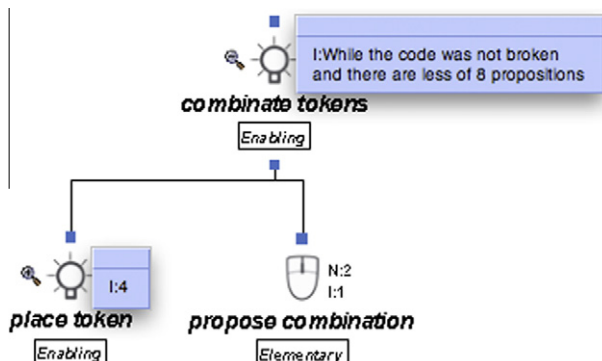 I:While the code was not broken
and there are less of 8 propositions
combinate tokens
Enabling
I:4
N:2
I:1
place token
propose combination
Enabling
Elementary